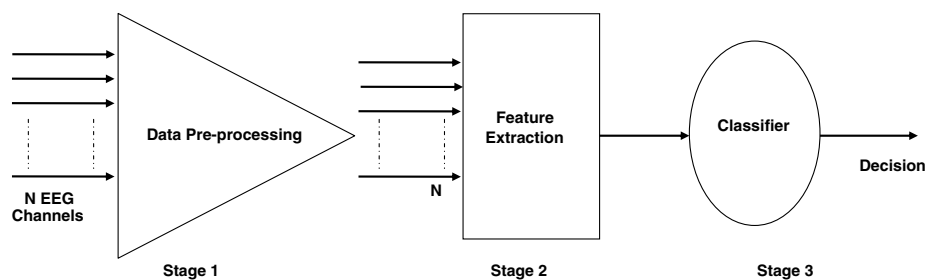 N EEG
Channels
Data Pre-processing
N
Feature
Extraction
Classifier
Decision
Stage 1
Stage 2
Stage 3